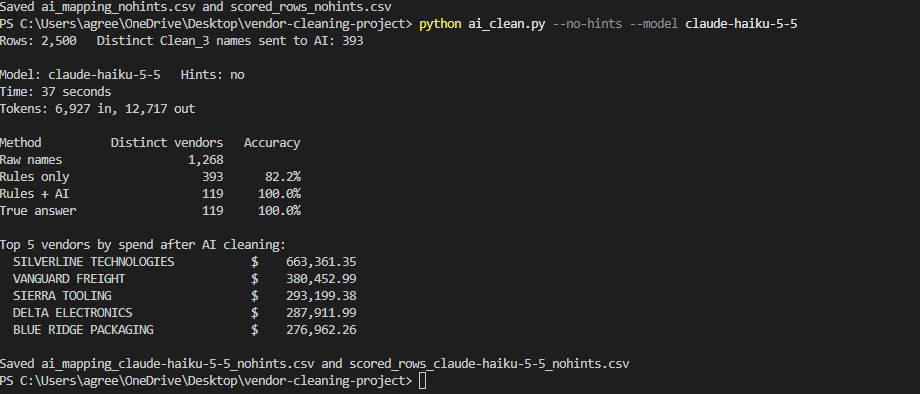 Saved ai_mapping_nohints.csv and scored_rows_nohints.csv
PS C:\Users\agree\OneDrive\Desktop\vendor-cleaning-project> python ai_clean.py --no-hints --model claude-haiku-5-5
Rows: 2,500   Distinct Clean_3 names sent to AI: 393
Model: claude-haiku-5-5   Hints: no
Time: 37 seconds
Tokens: 6,927 in, 12,717 out
Method          Distinct vendors   Accuracy
Raw names                  1,268
Rules only                   393      82.2%
Rules + AI                   119     100.0%
True answer                  119     100.0%
Top 5 vendors by spend after AI cleaning:
  SILVERLINE TECHNOLOGIES          $    663,361.35
  VANGUARD FREIGHT                 $    380,452.99
  SIERRA TOOLING                   $    293,199.38
  DELTA ELECTRONICS                $    287,911.99
  BLUE RIDGE PACKAGING             $    276,962.26
Saved ai_mapping_claude-haiku-5-5_nohints.csv and scored_rows_claude-haiku-5-5_nohints.csv
PS C:\Users\agree\OneDrive\Desktop\vendor-cleaning-project>